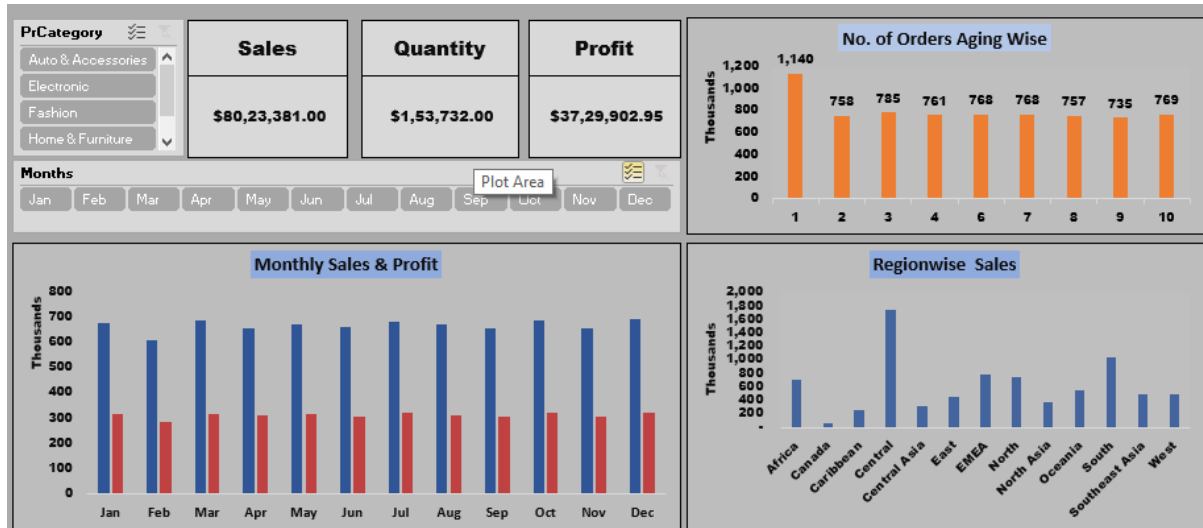 PrCategory
Auto & Accessories
Electronic
Fashion
Home & Furniture
Sales
$80,23,381.00
Quantity
$1,53,732.00
Profit
$37,29,902.95
Months
Jan Feb Mar Apr May Jun Jul Aug Sep Oct Nov Dec
Plot Area
No. of Orders Aging Wise
Thousands
1,200
1,000
800
600
400
200
0
1,140 758 785 761 768 768 757 735 769
1 2 3 4 6 7 8 9 10
Monthly Sales & Profit
Thousands
800
700
600
500
400
300
200
100
0
Jan Feb Mar Apr May Jun Jul Aug Sep Oct Nov Dec
Regionwise Sales
Thousands
2,000
1,800
1,600
1,400
1,200
1,000
800
600
400
200
-
Africa
Canada
Caribbean
Central
Central Asia
East
EMEA
North
North Asia
Oceania
South
Southeast Asia
West